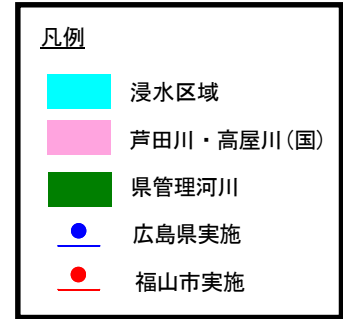 凡例
浸水区域
芦田川・高屋川(国)
県管理河川
広島県実施
福山市実施